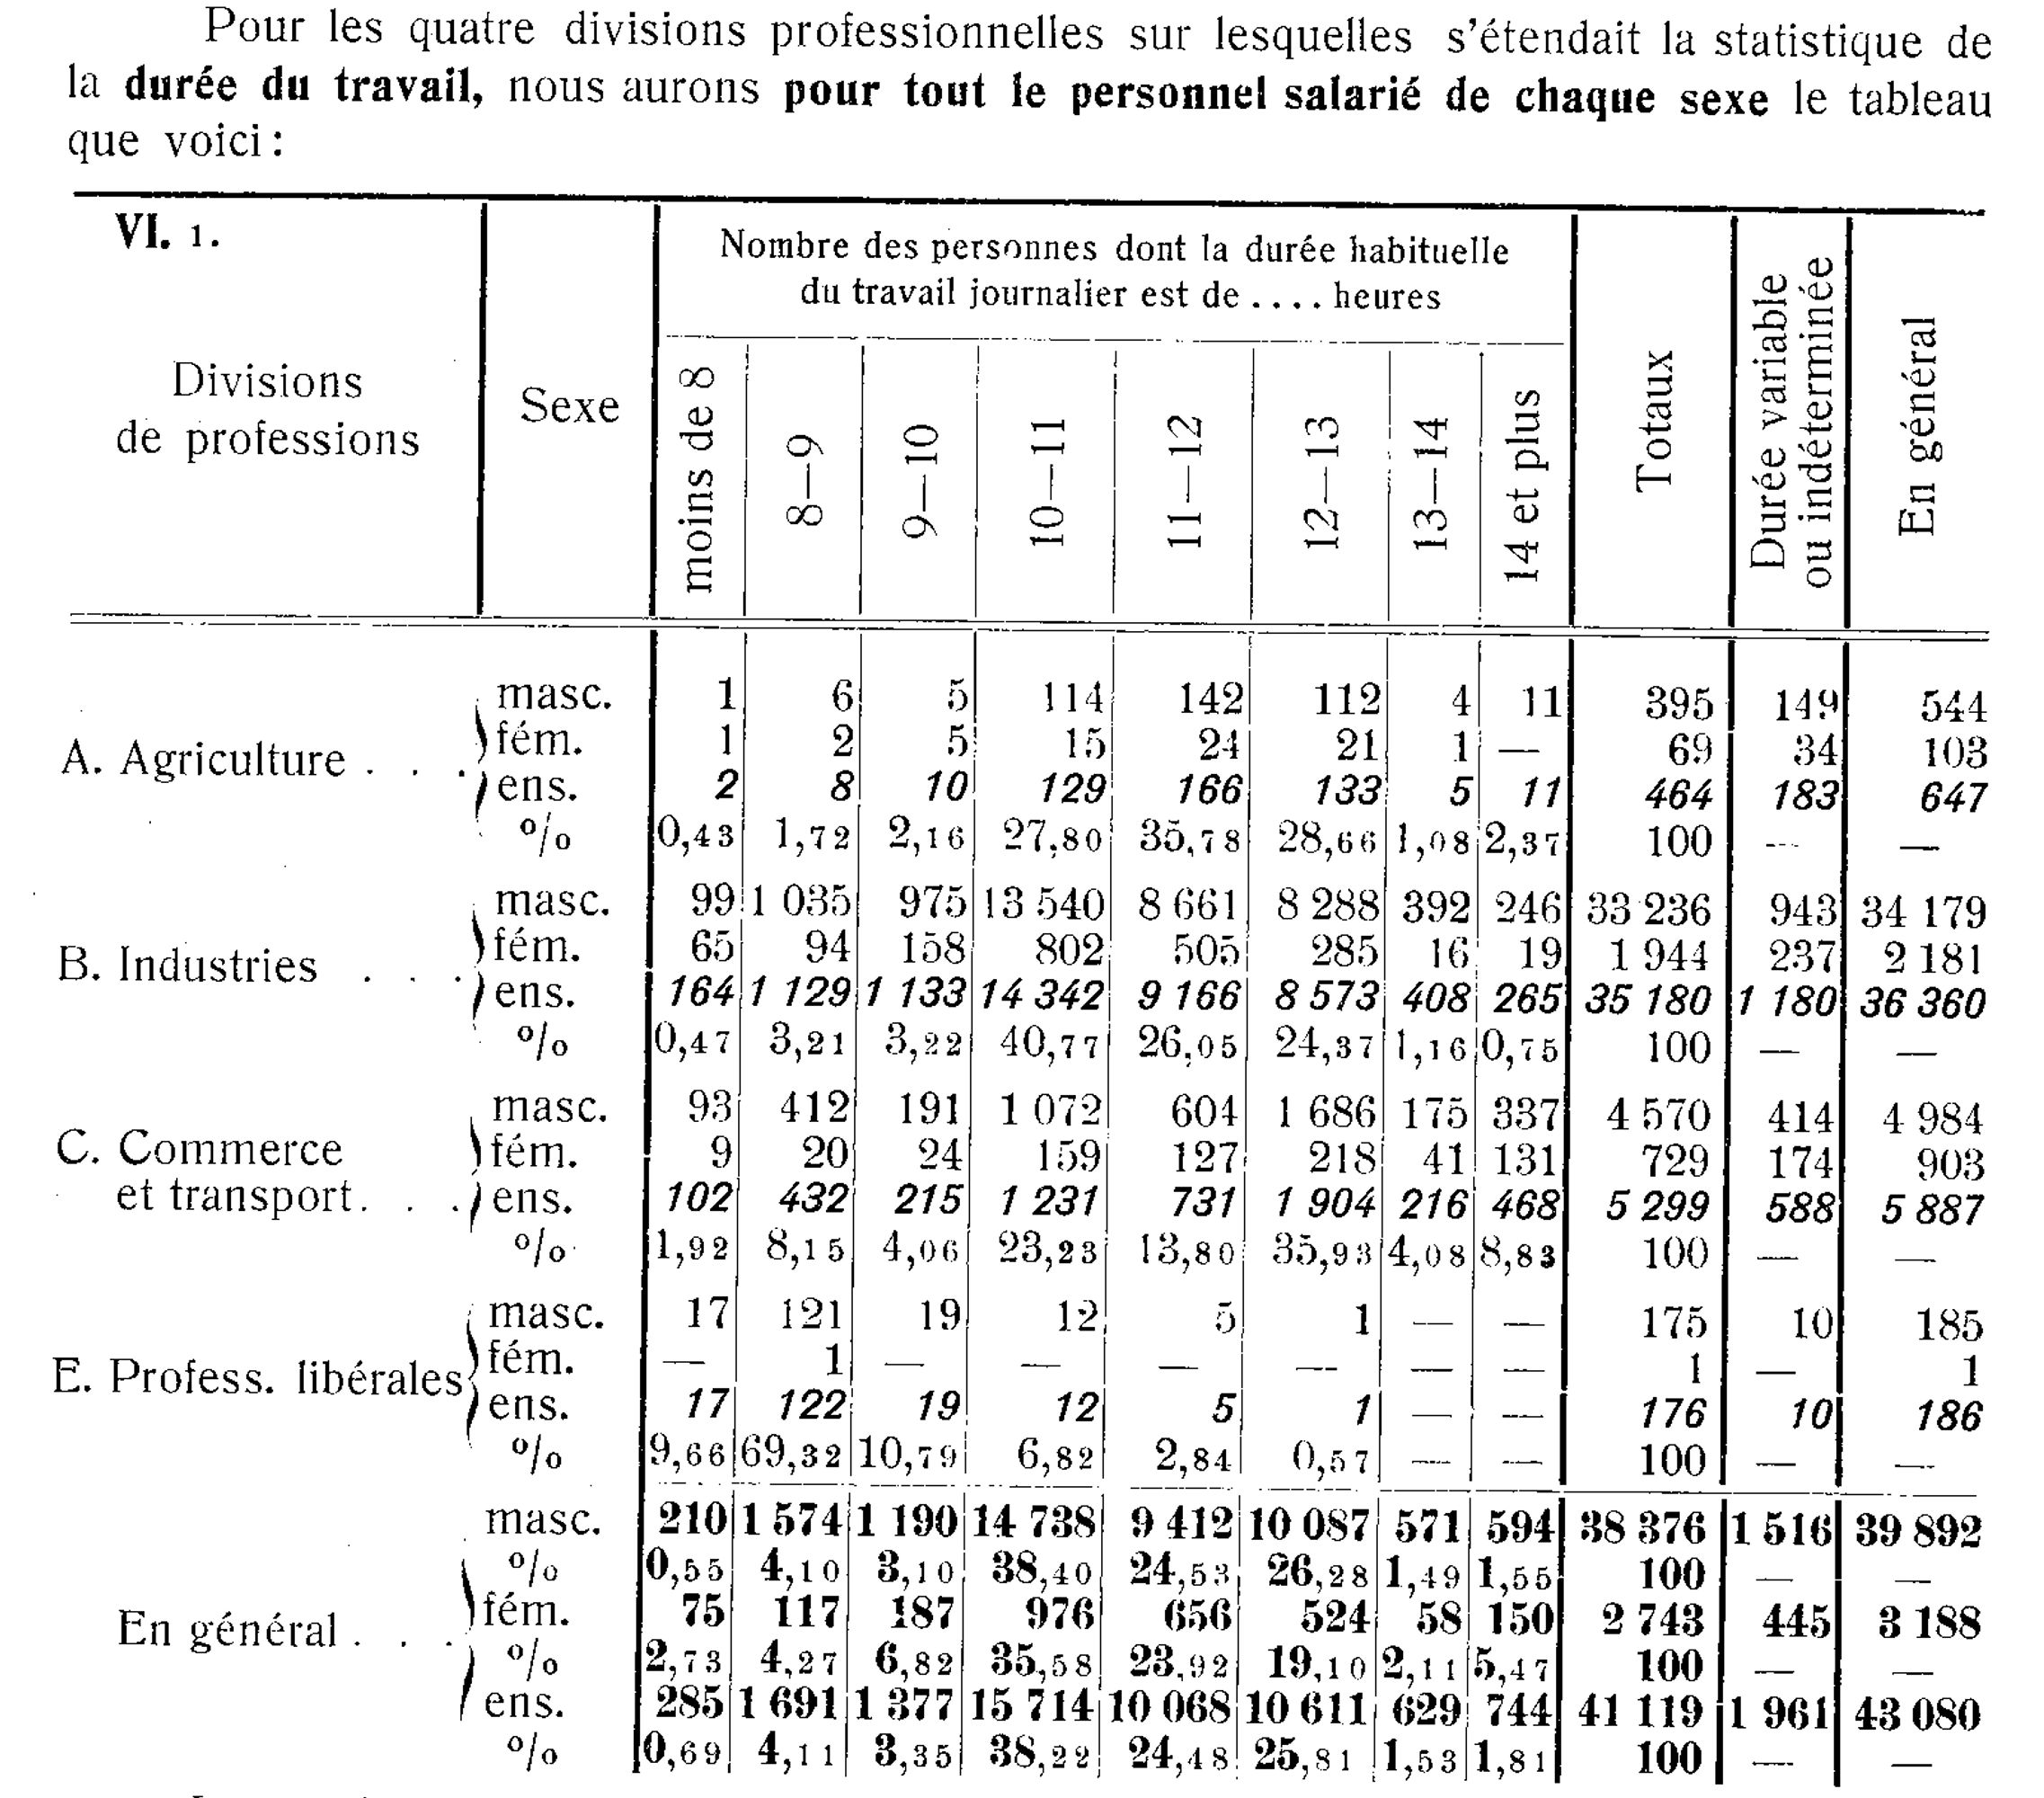 Pour les quatre divisions professionnelles sur lesquelles s'étendait la statistique de
la durée du travail, nous aurons pour tout le personnel salarié de chaque sexe le tableau
que voici:
VI. 1.
Divisions
de professions
Sexe
Nombre des personnes dont la durée habituelle
du travail journalier est de .... heures
moins de 8
8—9
9—10
10—11
11—12
12—13
13—14
14 et plus
Totaux
Durée variable
ou indéterminée
En général
masc. 1 6 5 114 142 112 4 11 395 149 544
fém. 1 2 5 15 24 21 1 — 69 34 103
A. Agriculture . . .
ens. 2 8 10 129 166 133 5 11 464 183 647
% 0,43 1,72 2,16 27,80 35,78 28,66 1,08 2,37 100 — —
masc. 99 1 035 975 13 540 8 661 8 288 392 246 33 236 943 34 179
fém. 65 94 158 802 505 285 16 19 1 944 237 2 181
B. Industries . . .
ens. 164 1 129 1 133 14 342 9 166 8 573 408 265 35 180 1 180 36 360
% 0,47 3,21 3,22 40,77 26,05 24,37 1,16 0,75 100 — —
masc. 93 412 191 1 072 604 1 686 175 337 4 570 414 4 984
C. Commerce fém. 9 20 24 159 127 218 41 131 729 174 903
et transport. . . ens. 102 432 215 1 231 731 1 904 216 468 5 299 588 5 887
% 1,92 8,15 4,06 23,23 13,80 35,93 4,08 8,83 100 — —
masc. 17 121 19 12 5 1 — — 175 10 185
fém. — 1 — — — — — — 1 — 1
E. Profess. libérales
ens. 17 122 19 12 5 1 — — 176 10 186
% 9,66 69,32 10,79 6,82 2,84 0,57 — — 100 — —
masc. 210 1 574 1 190 14 738 9 412 10 087 571 594 38 376 1 516 39 892
% 0,55 4,10 3,10 38,40 24,53 26,28 1,49 1,55 100 — —
fém. 75 117 187 976 656 524 58 150 2 743 445 3 188
En général . . .
% 2,73 4,27 6,82 35,58 23,92 19,10 2,11 5,47 100 — —
ens. 285 1 691 1 377 15 714 10 068 10 611 629 744 41 119 1 961 43 080
% 0,69 4,11 3,35 38,22 24,48 25,81 1,53 1,81 100 — —